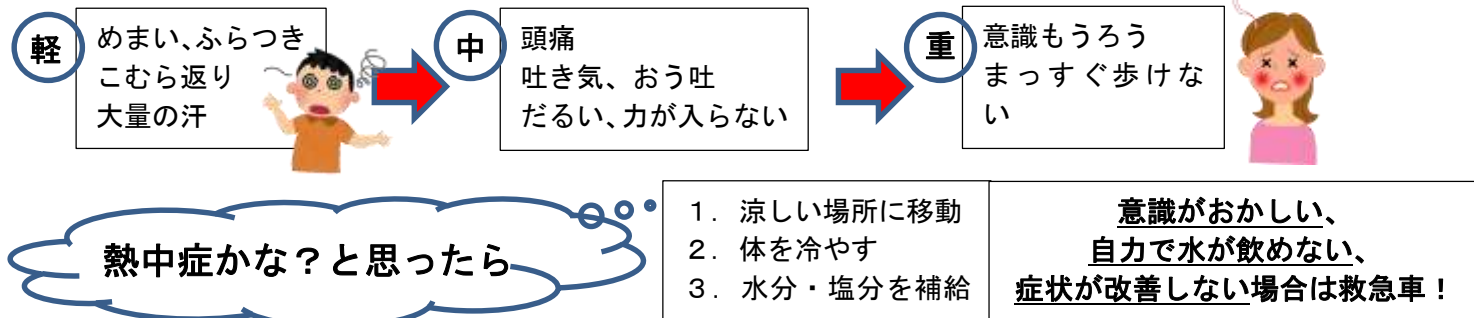 軽
めまい、ふらつき
こむら返り
大量の汗
中
頭痛
吐き気、おう吐
だるい、力が入らない
重
意識もうろう
まっすぐ歩けな
い
熱中症かな？と思ったら
１．涼しい場所に移動
２．体を冷やす
３．水分・塩分を補給
意識がおかしい、
自力で水が飲めない、
症状が改善しない場合は救急車！